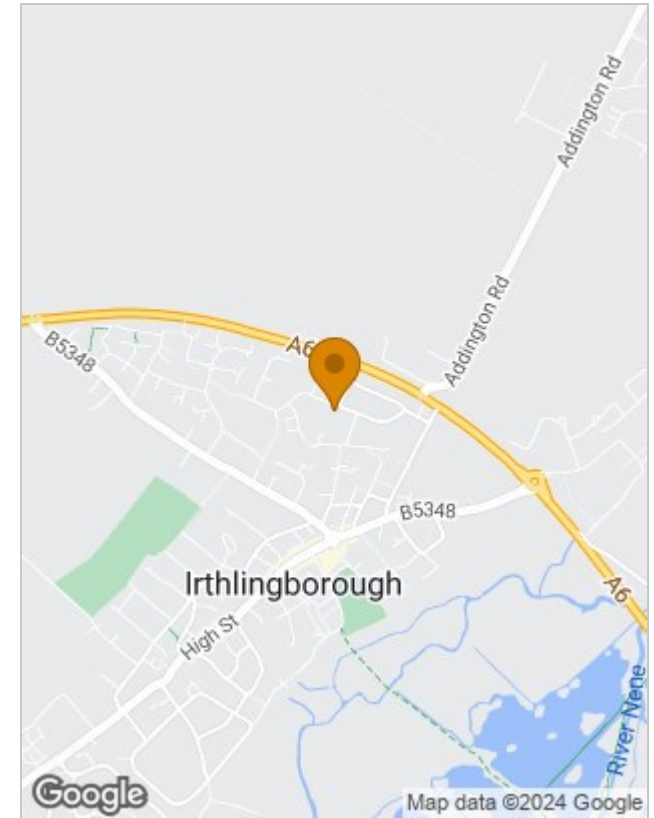 Addington Rd
Addington Rd
A6
B5348
B5348
Irthlingborough
High St
A6
River Nene
Google
Map data ©2024 Google